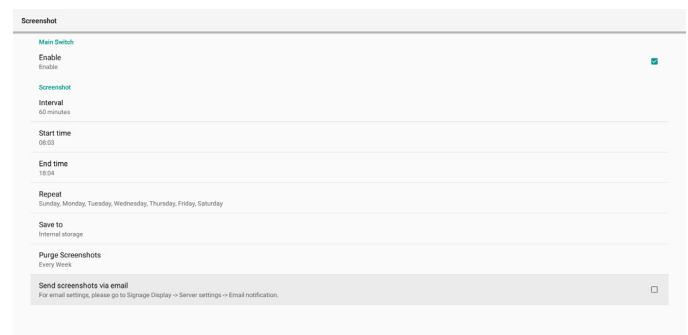 Screenshot
Main Switch
Enable
Enable
Screenshot
Interval
60 minutes
Start time
08:03
End time
18:04
Repeat
Sunday, Monday, Tuesday, Wednesday, Thursday, Friday, Saturday
Save to
Internal storage
Purge Screenshots
Every Week
Send screenshots via email
For email settings, please go to Signage Display -> Server settings -> Email notification.